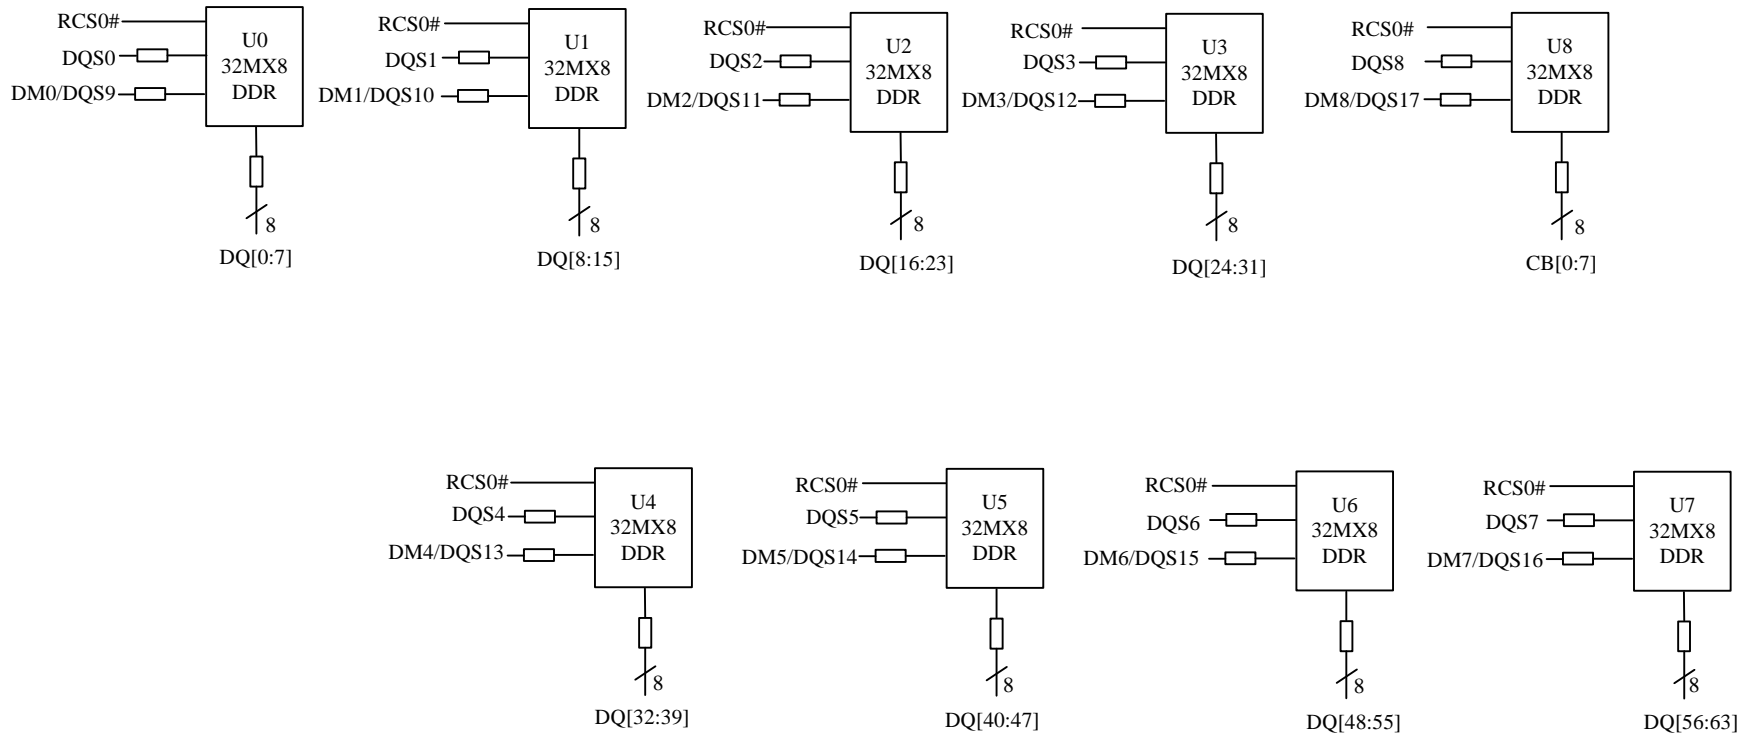 RCS0#
DQS0
DM0/DQS9
U0
32MX8
DDR
8
DQ[0:7]
RCS0#
DQS1
DM1/DQS10
U1
32MX8
DDR
8
DQ[8:15]
RCS0#
DQS2
DM2/DQS11
U2
32MX8
DDR
8
DQ[16:23]
RCS0#
DQS3
DM3/DQS12
U3
32MX8
DDR
8
DQ[24:31]
RCS0#
DQS8
DM8/DQS17
U8
32MX8
DDR
8
CB[0:7]
RCS0#
DQS4
DM4/DQS13
U4
32MX8
DDR
8
DQ[32:39]
RCS0#
DQS5
DM5/DQS14
U5
32MX8
DDR
8
DQ[40:47]
RCS0#
DQS6
DM6/DQS15
U6
32MX8
DDR
8
DQ[48:55]
RCS0#
DQS7
DM7/DQS16
U7
32MX8
DDR
8
DQ[56:63]